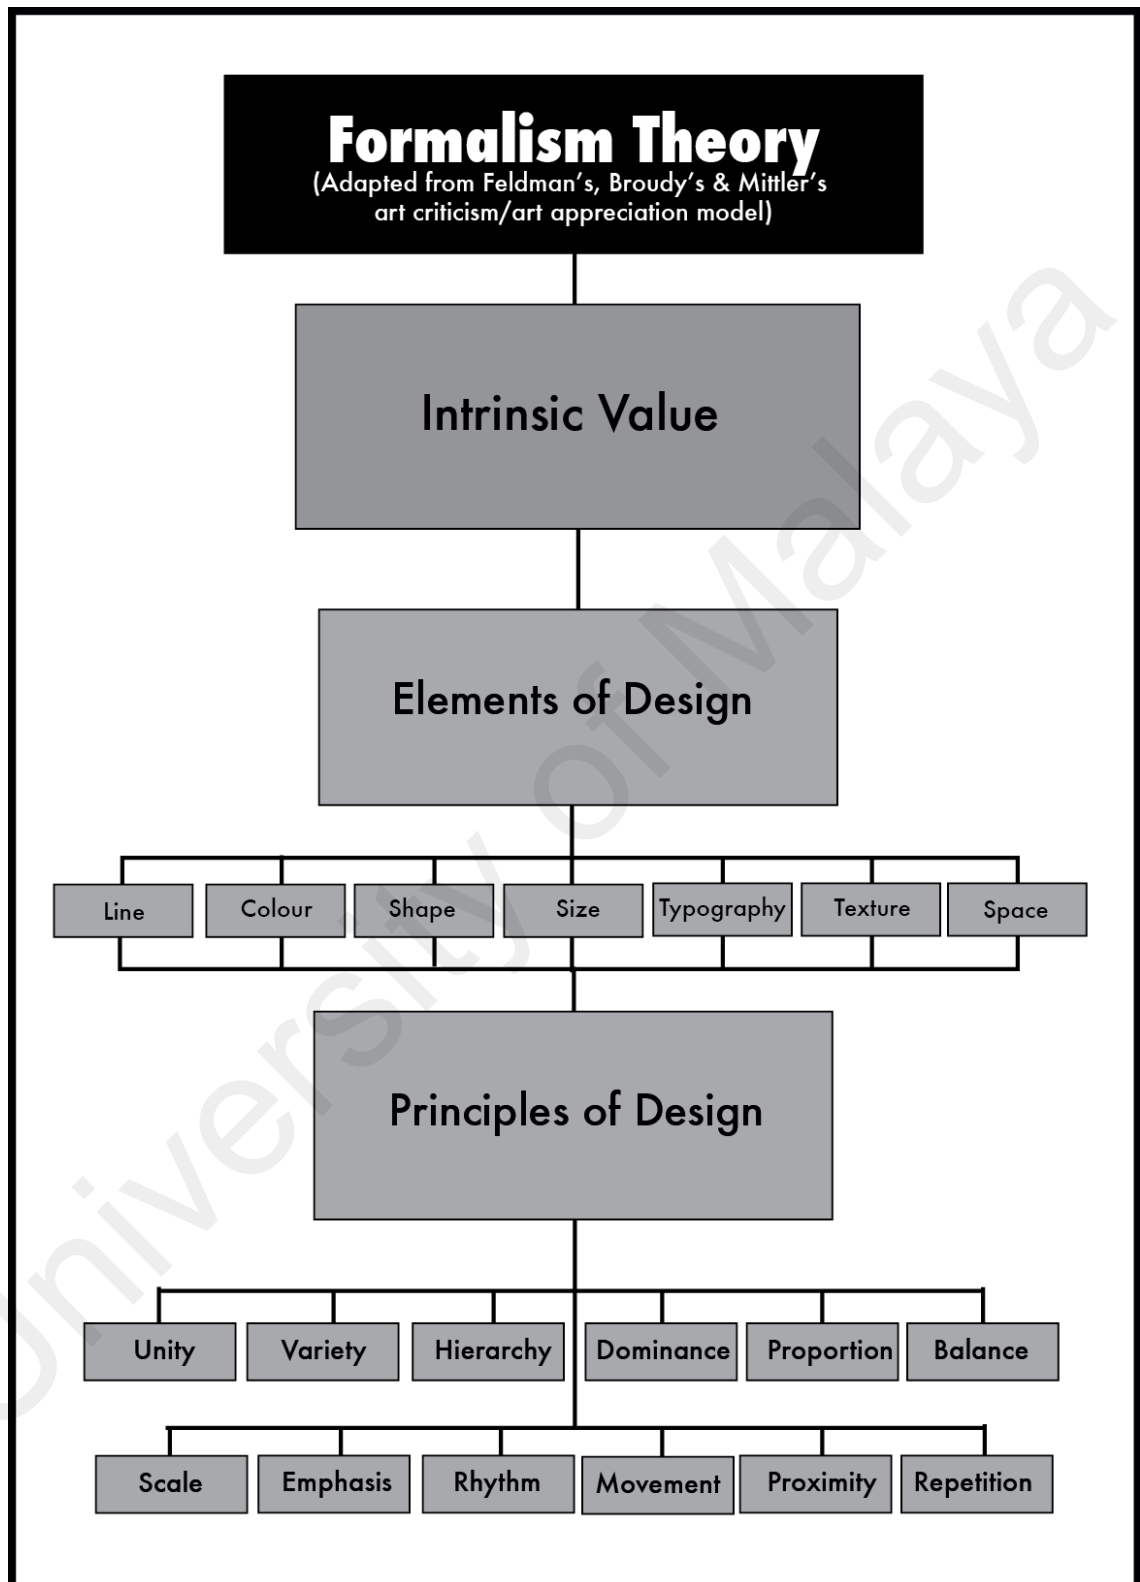 Formalism Theory
(Adapted from Feldman's, Broudy's & Mittler's
art criticism/art appreciation model)
Intrinsic Value
Elements of Design
Line Colour Shape Size Typography Texture Space
Principles of Design
Unity Variety Hierarchy Dominance Proportion Balance
Scale Emphasis Rhythm Movement Proximity Repetition
University of Malaya